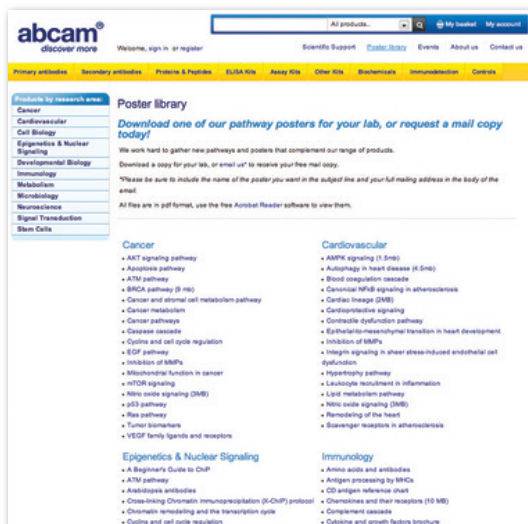 abcam®
discover more
Welcome, sign in or register
All products..
My basket My account
Scientific Support Poster library Events About us Contact us
Primary antibodies Secondary antibodies Proteins & Peptides ELISA Kits Assay Kits Other Kits Biochemicals Immunodetection Controls
Products by research area:
Cancer
Cardiovascular
Cell Biology
Epigenetics & Nuclear
Signaling
Developmental Biology
Immunology
Metabolism
Microbiology
Neuroscience
Signal Transduction
Stem Cells
Poster library
Download one of our pathway posters for your lab, or request a mail copy
today!
We work hard to gather new pathways and posters that complement our range of products.
Download a copy for your lab, or email us* to receive your free mail copy.
*Please be sure to include the name of the poster you want in the subject line and your full mailing address in the body of the
email.
All files are in pdf format, use the free Acrobat Reader software to view them.
Cancer
AKT signaling pathway
Apoptosis pathway
ATM pathway
BRCA pathway (9 mb)
Cancer and stromal cell metabolism pathway
Cancer metabolism
Cancer pathways
Caspase cascade
Cyclins and cell cycle regulation
EGF pathway
Inhibition of MMPs
Mitochondrial function in cancer
mTOR signaling
Nitric oxide signaling (3MB)
p53 pathway
Ras pathway
Tumor biomarkers
VEGF family ligands and receptors
Cardiovascular
AMPK signaling (1.5mb)
Autophagy in heart disease (4.5mb)
Blood coagulation cascade
Canonical NFkB signaling in atherosclerosis
Cardiac lineage (2MB)
Cardioprotective signaling
Contractile dysfunction pathway
Epithelial-to-mesenchymal transition in heart development
Inhibition of MMPs
Integrin signaling in sheer stress-induced endothelial cell
dysfunction
Hypertrophy pathway
Leukocyte recruitment in inflammation
Lipid metabolism pathway
Nitric oxide signaling (3MB)
Remodeling of the heart
Scavenger receptors in atherosclerosis
Epigenetics & Nuclear Signaling
A Beginner's Guide to ChIP
ATM pathway
Arabidopsis antibodies
Cross-linking Chromatin immunoprecipitation (X-ChIP) protocol
Chromatin remodeling and the transcription cycle
Cyclins and cell cycle regulation
Immunology
Amino acids and antibodies
Antigen processing by MHCs
CD antigen reference chart
Chemokines and their receptors (10 MB)
Complement cascade
Cytokine and growth factors brochure